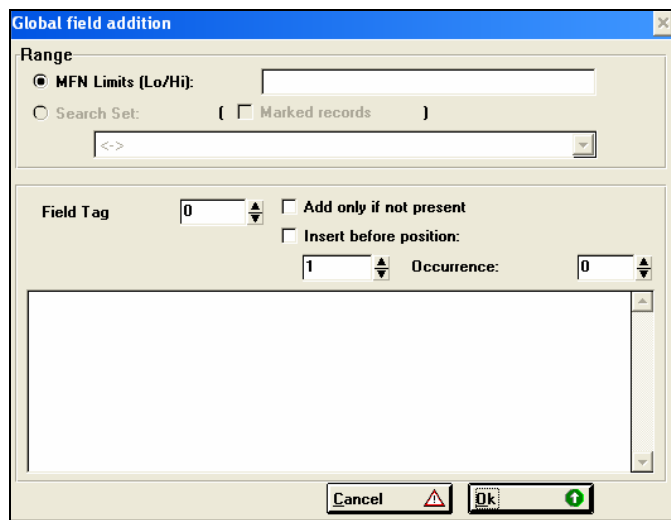 Global field addition
Range
MFN Limits (Lo/Hi):
Search Set: ( Marked records )
<->
Field Tag 0 Add only if not present
Insert before position:
1 Occurrence: 0
Cancel Ok